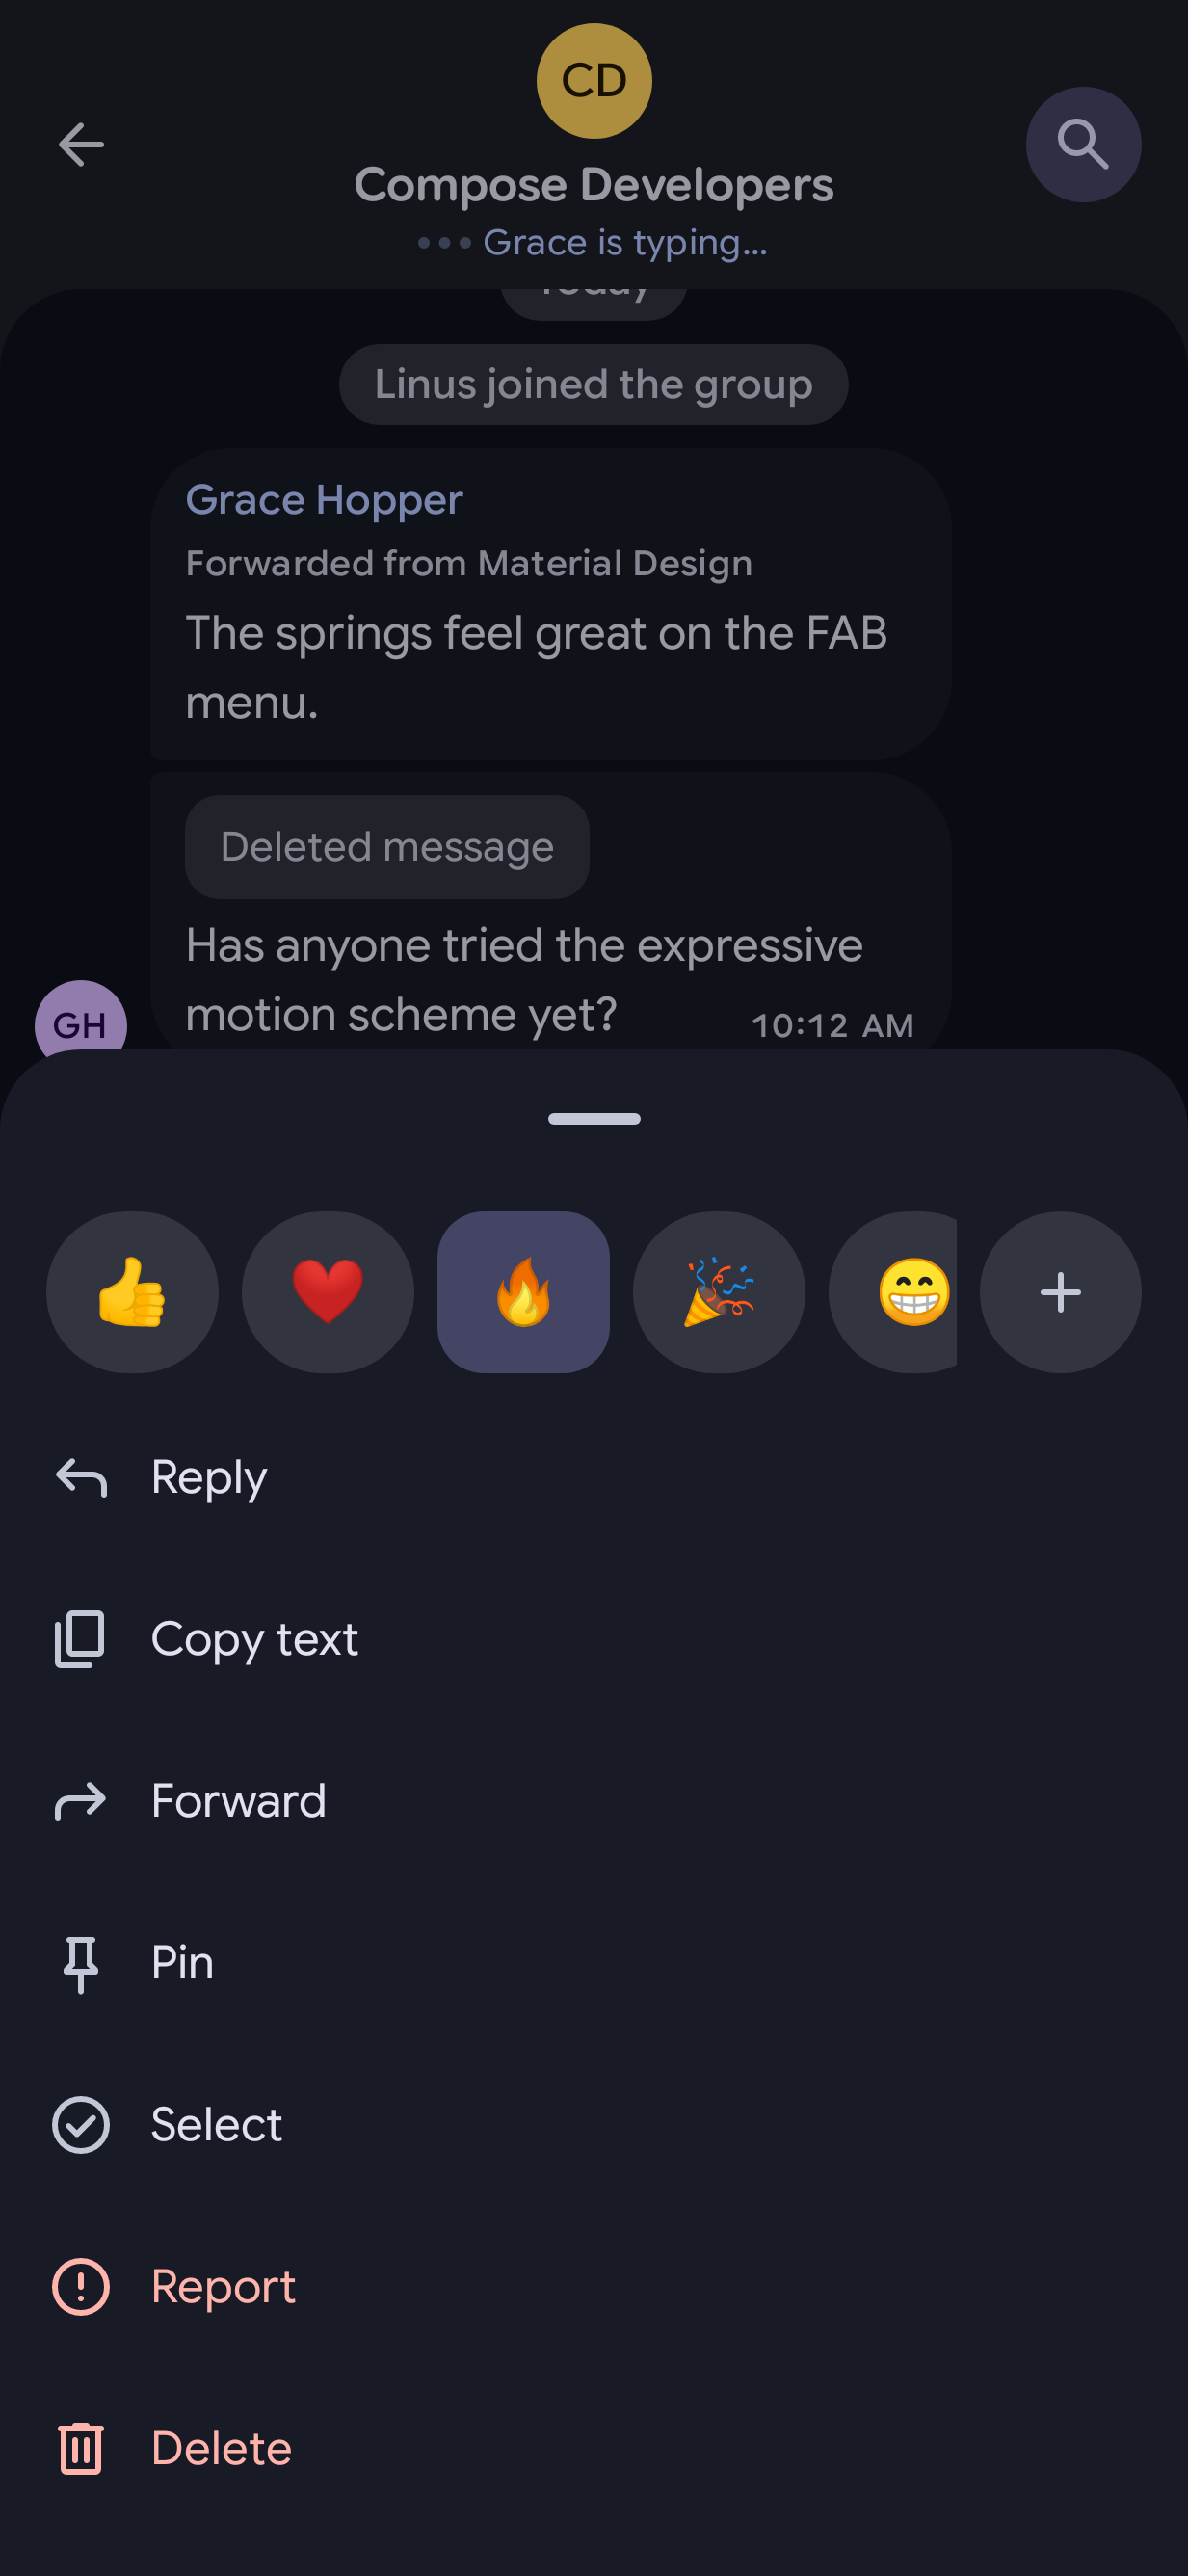 CD
Compose Developers
Grace is typing...
Today
Linus joined the group
Grace Hopper
Forwarded from Material Design
The springs feel great on the FAB
menu.
Deleted message
Has anyone tried the expressive
motion scheme yet?
10:12 AM
GH
Reply
Copy text
Forward
Pin
Select
Report
Delete